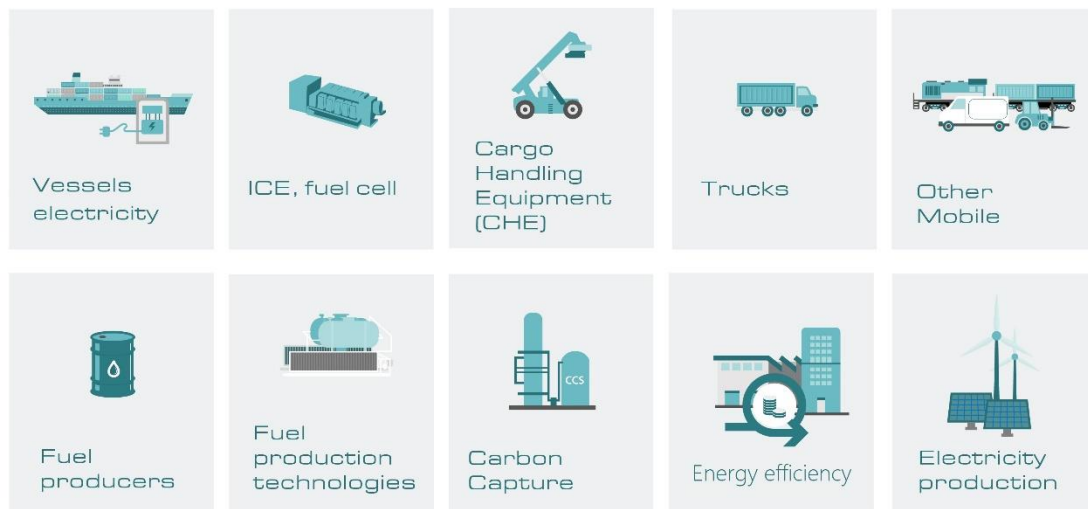 Vessels
electricity
ICE, fuel cell
Cargo
Handling
Equipment
(CHE)
Trucks
Other
Mobile
Fuel
producers
Fuel
production
technologies
CCS
Carbon
Capture
Energy efficiency
Electricity
production